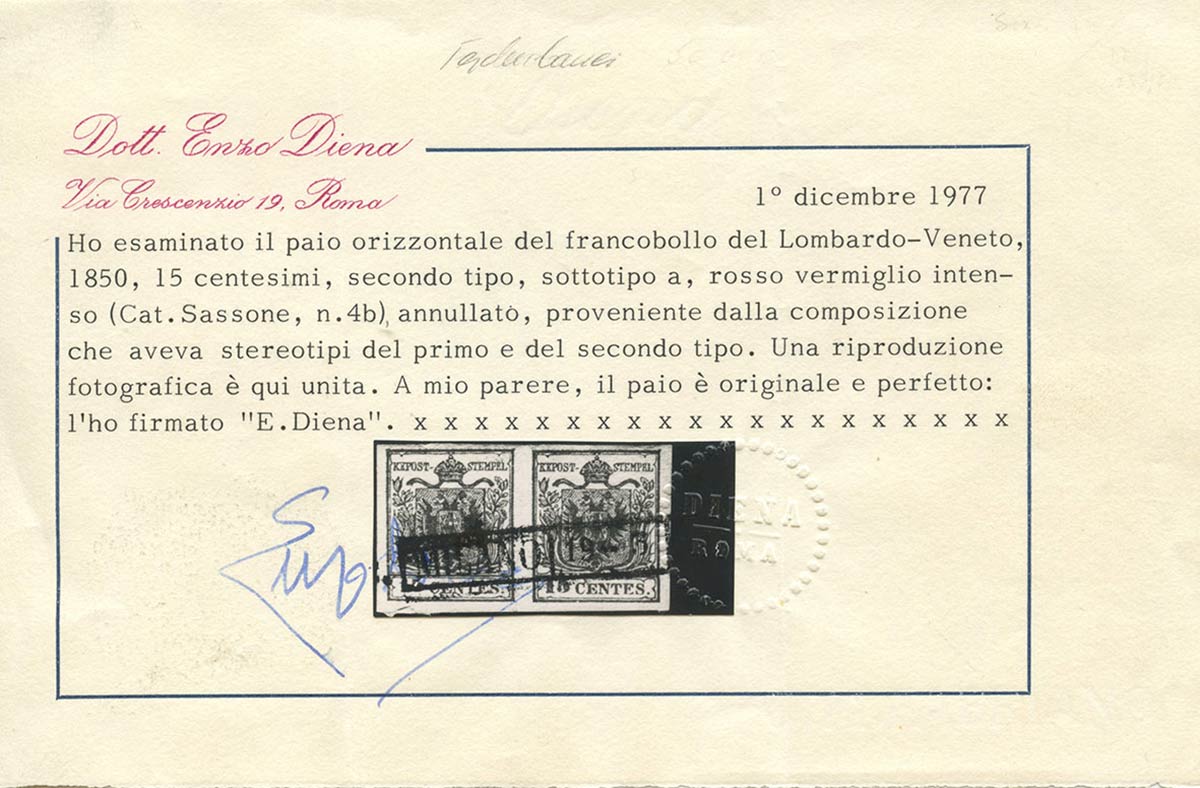 Dott. Enzo Diena
Via Crescenzio 19, Roma
1º dicembre 1977
Ho esaminato il paio orizzontale del francobollo del Lombardo-Veneto,
1850, 15 centesimi, secondo tipo, sottotipo a, rosso vermiglio inten-
so (Cat.Sassone, n.4b), annullato, proveniente dalla composizione
che aveva stereotipi del primo e del secondo tipo. Una riproduzione
fotografica è qui unita. A mio parere, il paio è originale e perfetto:
l'ho firmato "E.Diena". x x x x x x x x x x x x x x x x x x x x
KKPOST-STEMPEL KKPOST-STEMPEL
DIENA
ROMA
MILANO
CENTES. 15 CENTES.